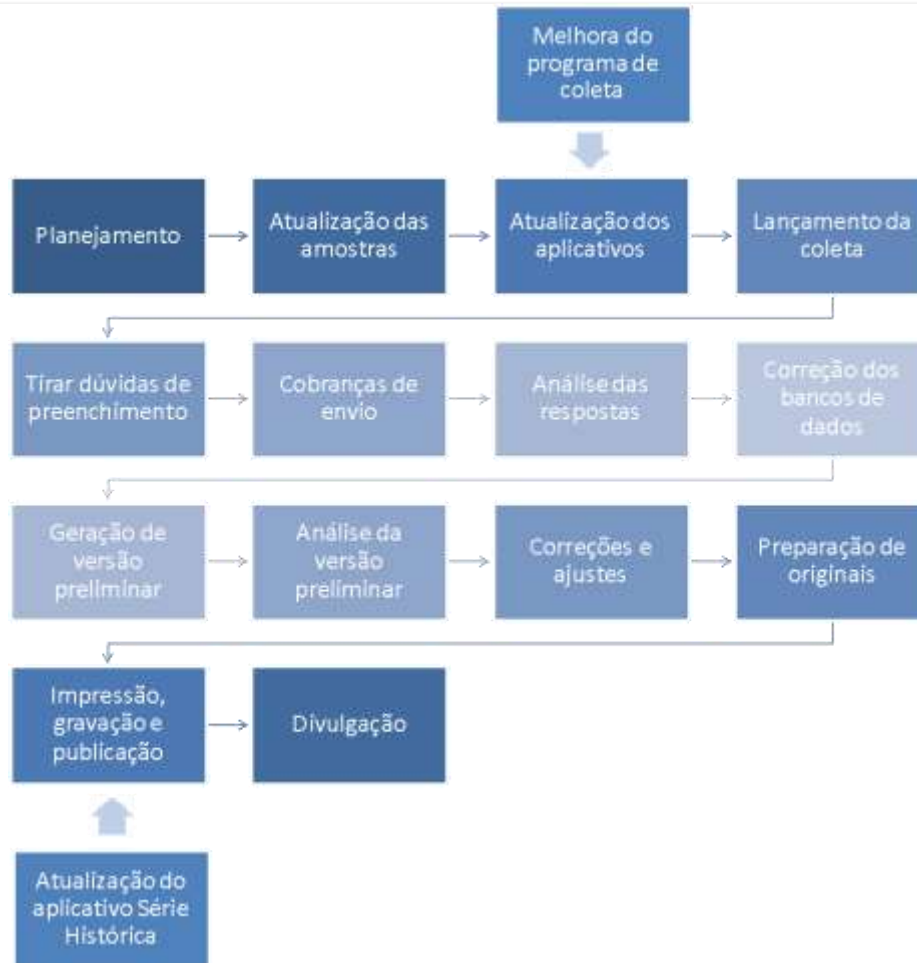 Melhora do
programa de
coleta
Planejamento
Atualização das
amostras
Atualização dos
aplicativos
Lançamento da
coleta
Tirar dúvidas de
preenchimento
Cobranças de
envio
Análise das
respostas
Correção dos
bancos de
dados
Geração de
versão
preliminar
Análise da
versão
preliminar
Correções e
ajustes
Preparação de
originais
Impressão,
gravação e
publicação
Divulgação
Atualização do
aplicativo Série
Histórica